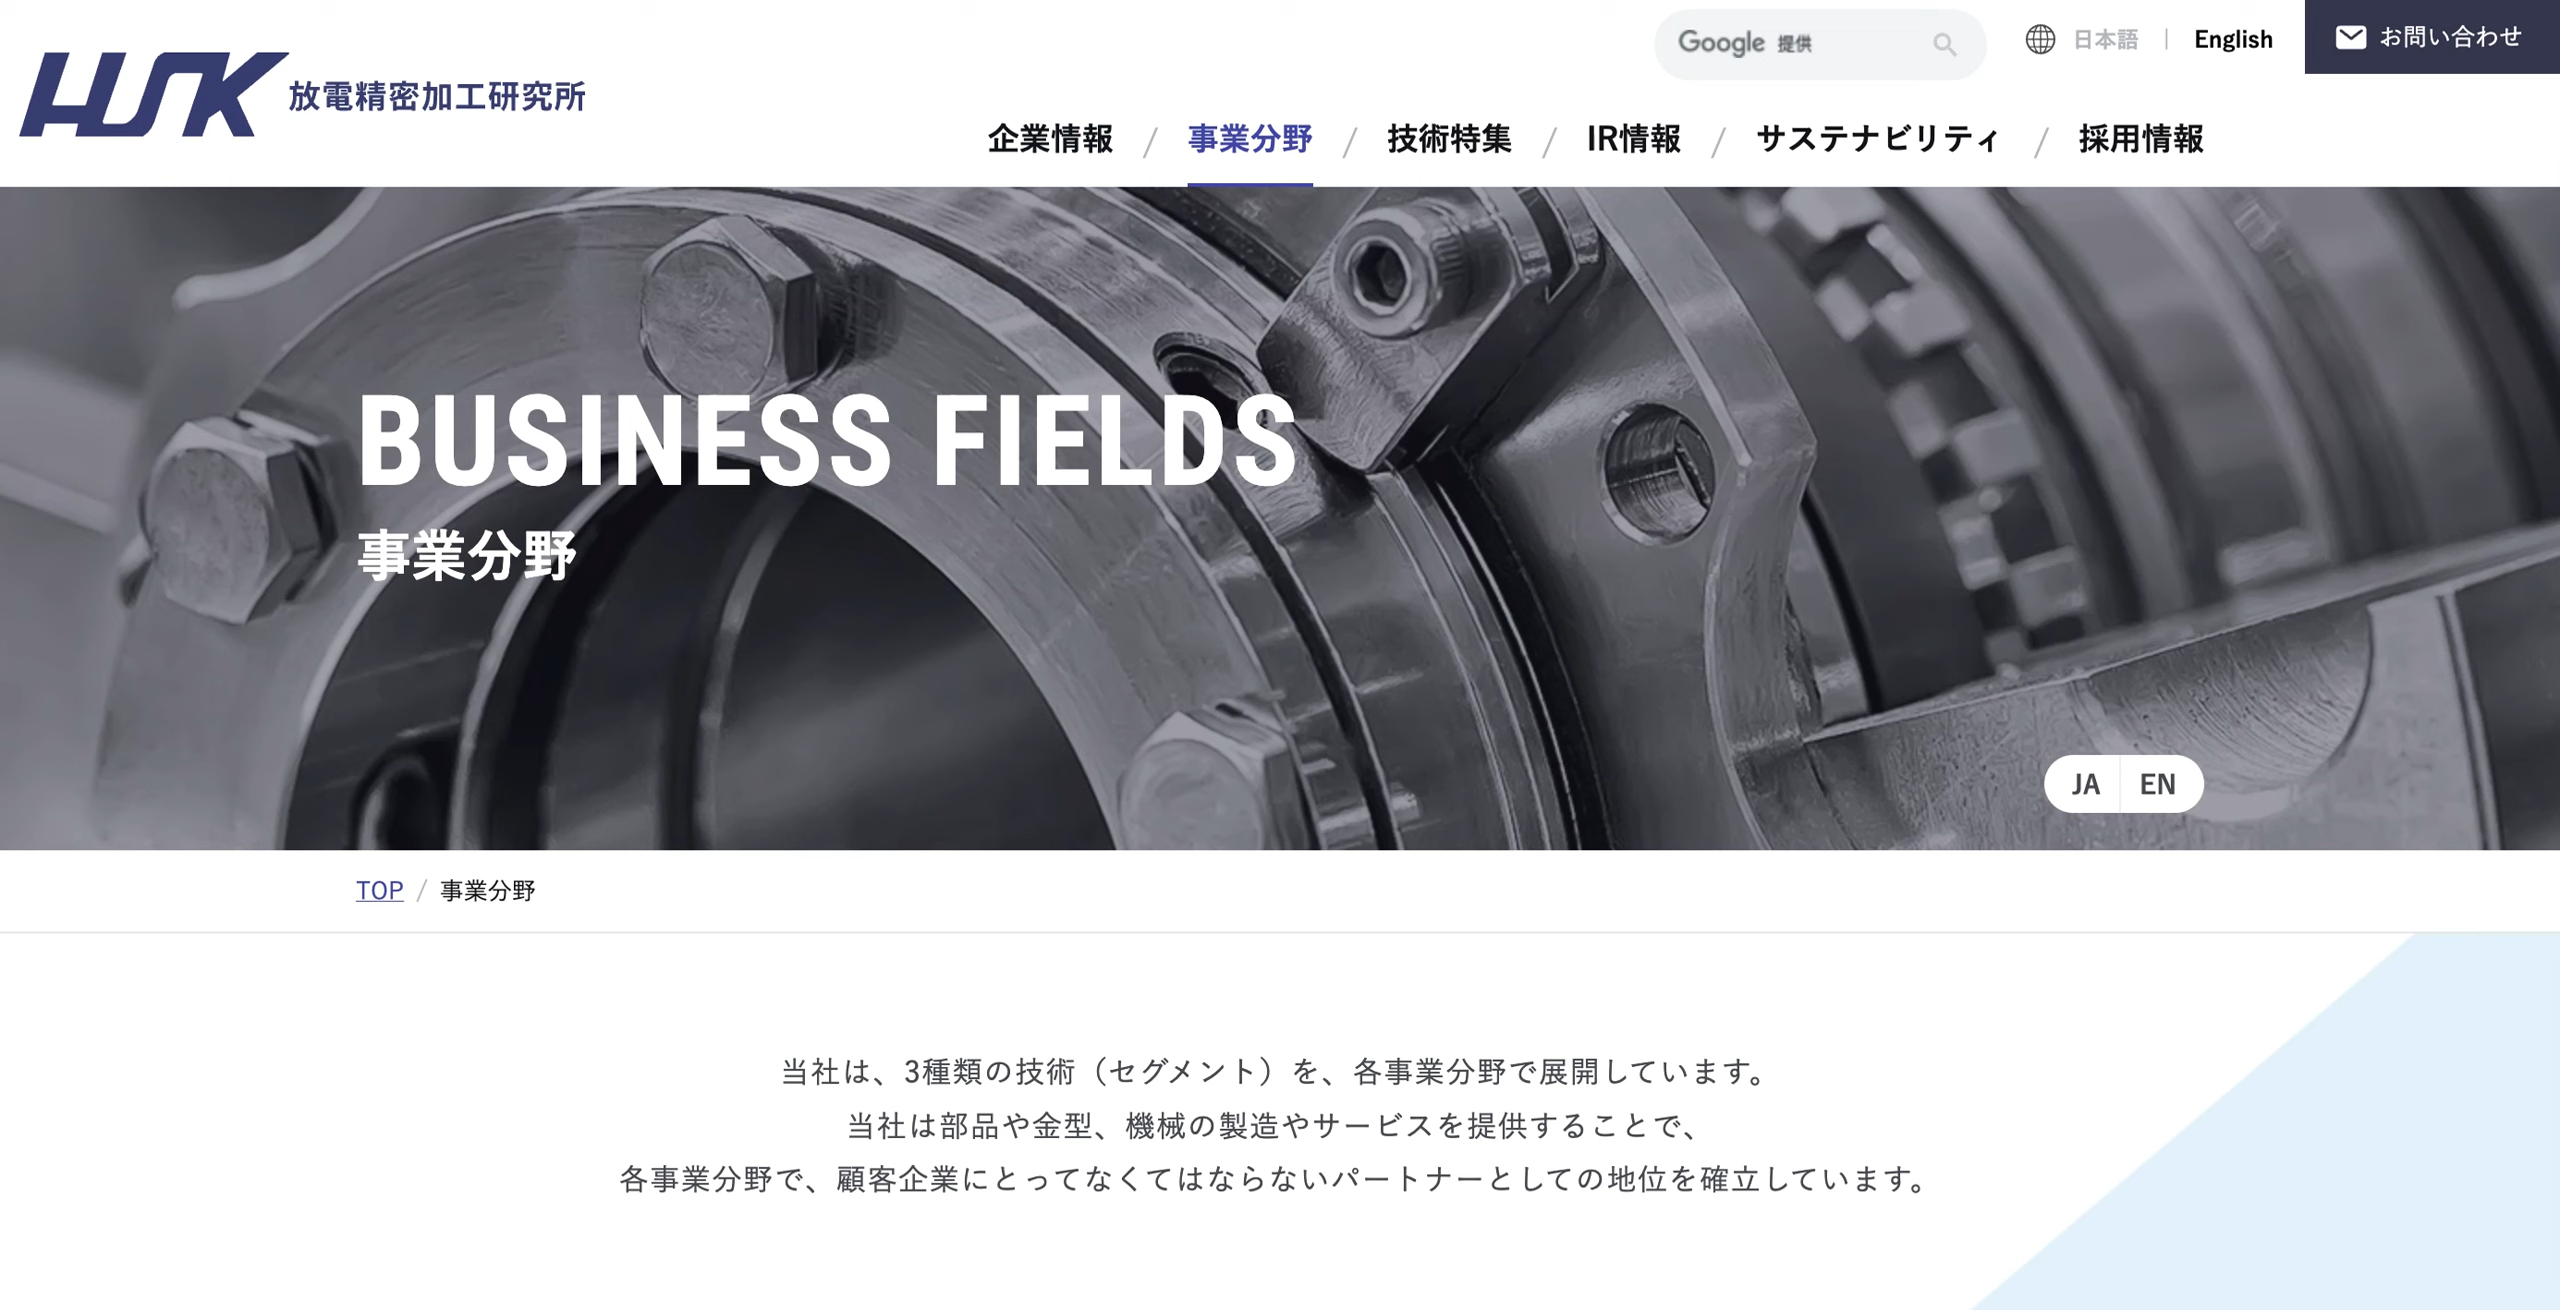 Google 提供
日本語 | English
お問い合わせ
HSK 放電精密加工研究所
企業情報 / 事業分野 / 技術特集 / IR情報 / サステナビリティ / 採用情報
BUSINESS FIELDS
事業分野
JA EN
TOP / 事業分野
当社は、3種類の技術（セグメント）を、各事業分野で展開しています。
当社は部品や金型、機械の製造やサービスを提供することで、
各事業分野で、顧客企業にとってなくてはならないパートナーとしての地位を確立しています。